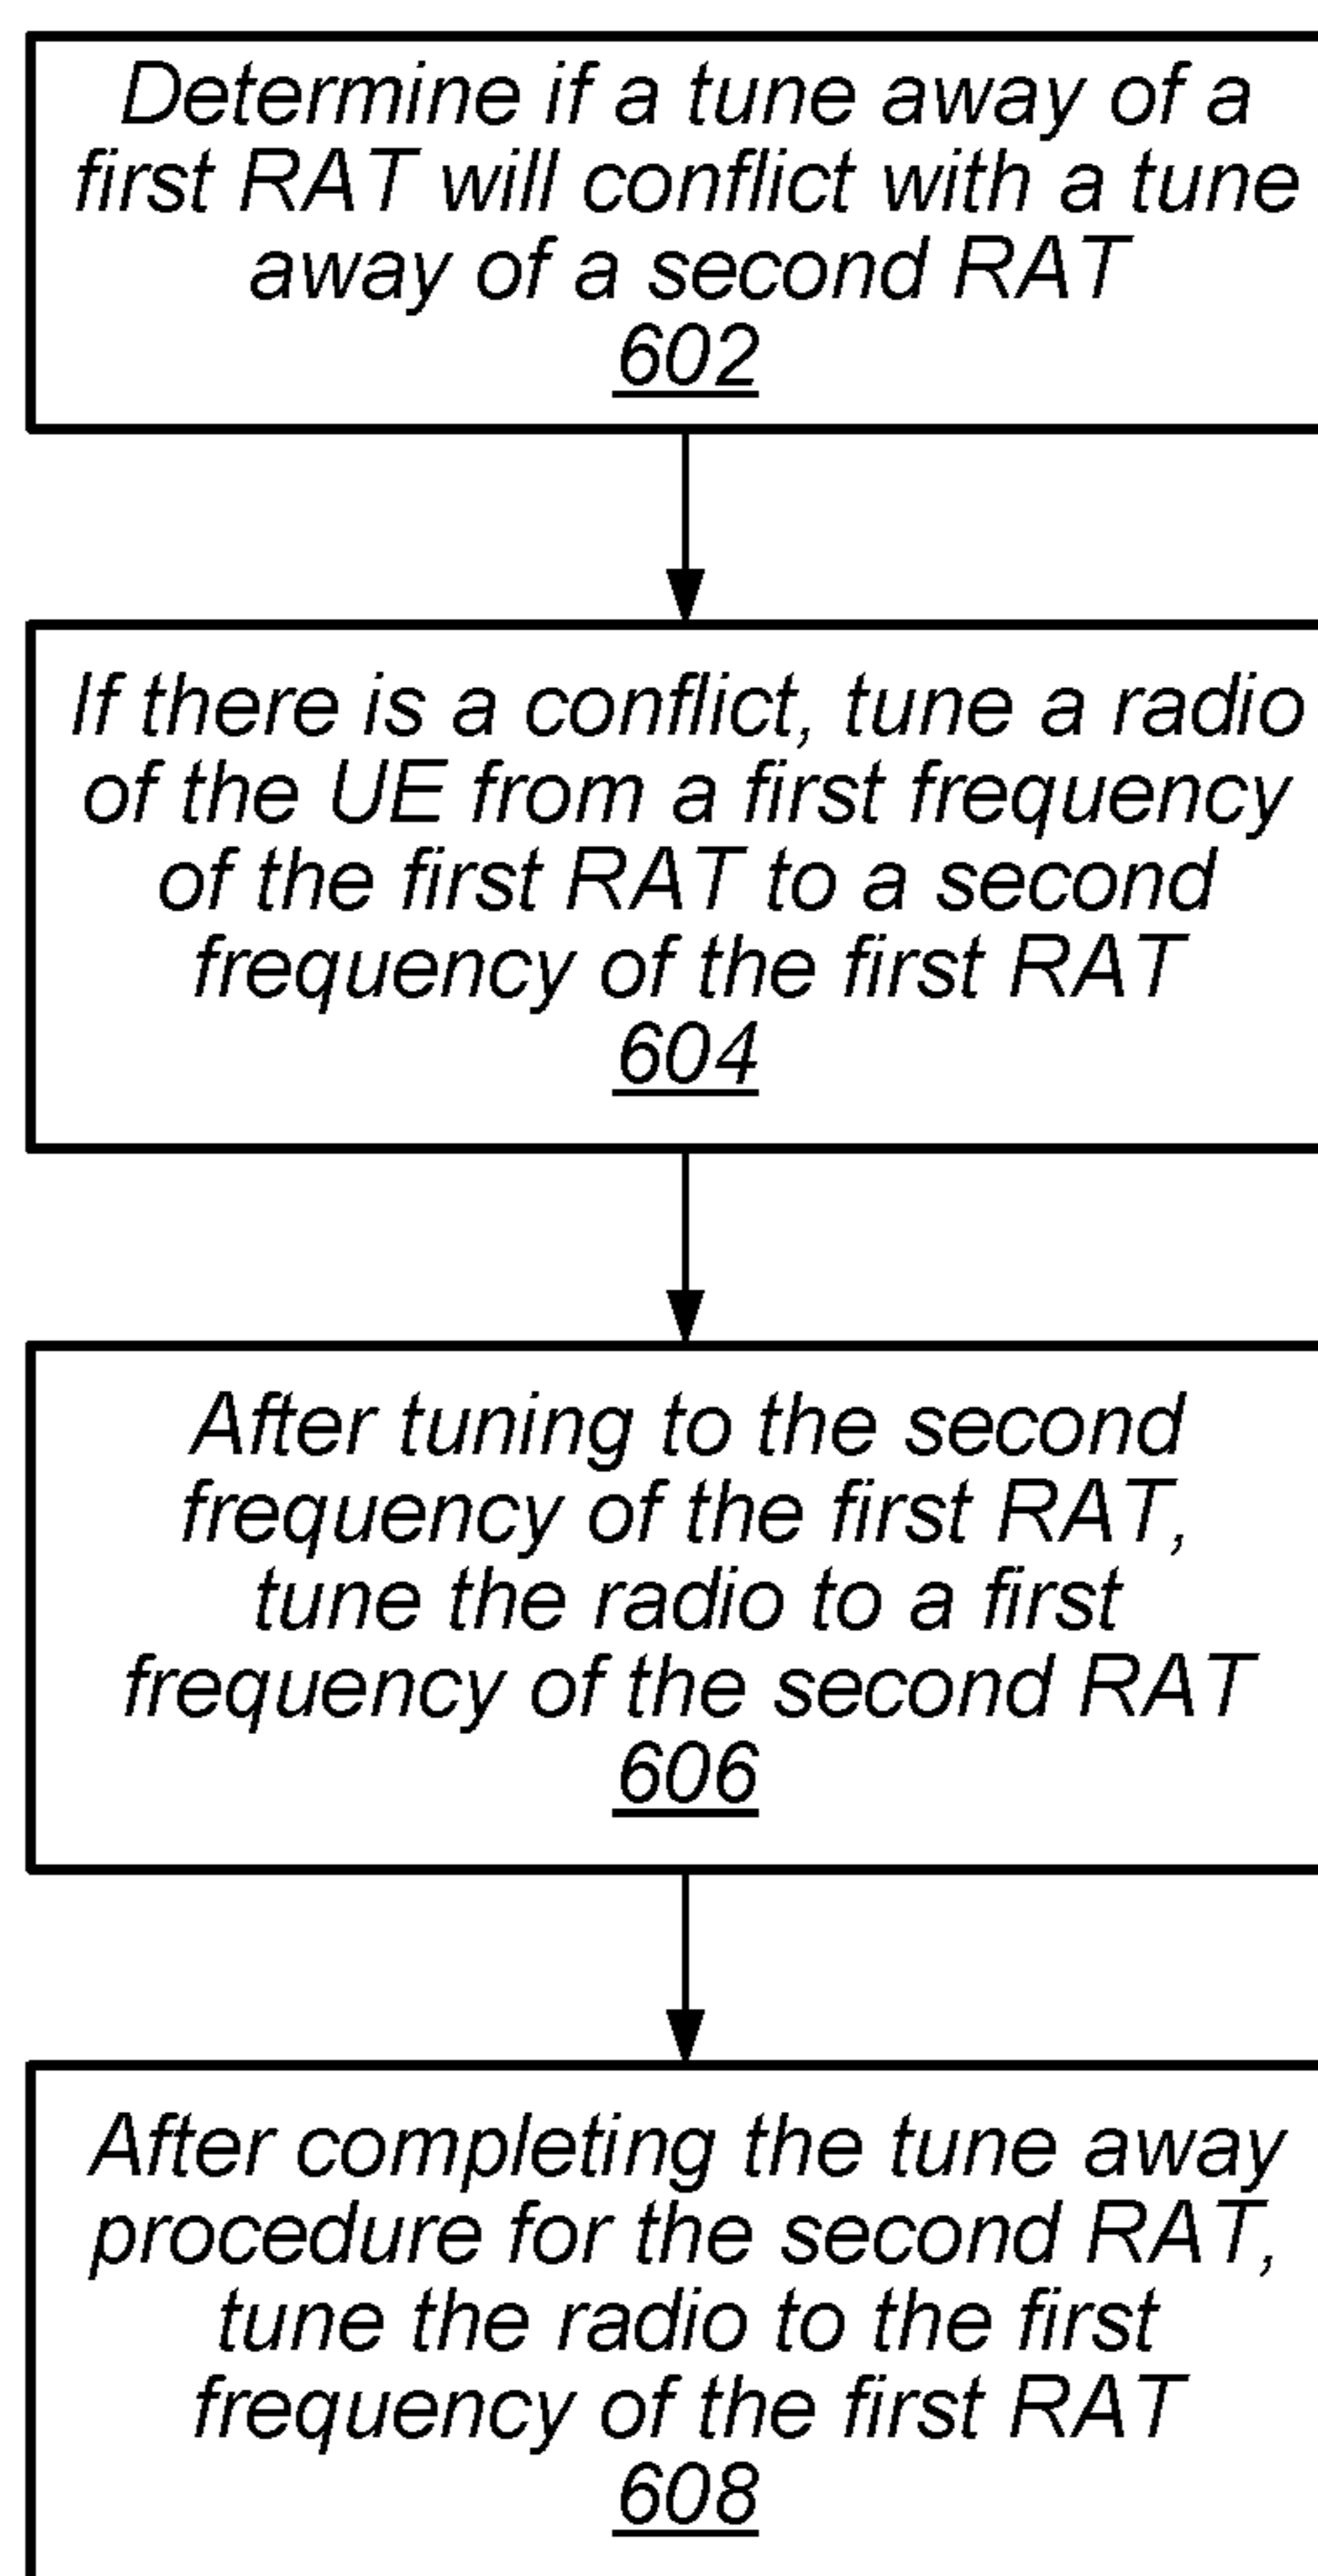 Determine if a tune away of a
first RAT will conflict with a tune
away of a second RAT
602
If there is a conflict, tune a radio
of the UE from a first frequency
of the first RAT to a second
frequency of the first RAT
604
After tuning to the second
frequency of the first RAT,
tune the radio to a first
frequency of the second RAT
606
After completing the tune away
procedure for the second RAT,
tune the radio to the first
frequency of the first RAT
608